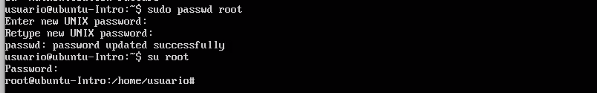 usuario@ubuntu-Intro:~$ sudo passwd root
Enter new UNIX password:
Retype new UNIX password:
passwd: password updated successfully
usuario@ubuntu-Intro:~$ su root
Password:
root@ubuntu-Intro:/home/usuario#